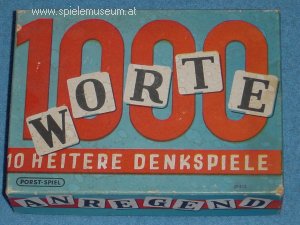 www.spielemuseum.at
1000
WORTE
10 HEITERE DENKSPIELE
PORST-SPIEL
ANREGEND